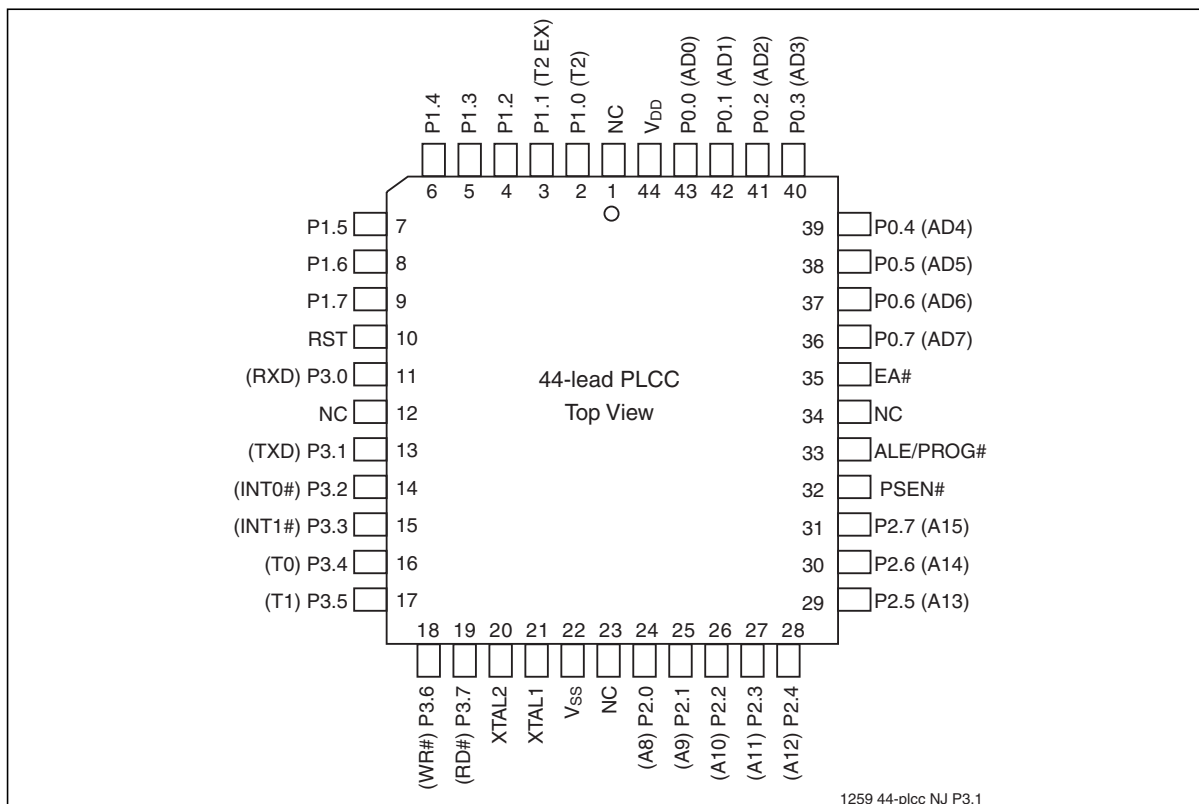 P1.4
P1.3
P1.2
P1.1 (T2 EX)
P1.0 (T2)
NC
VDD
P0.0 (AD0)
P0.1 (AD1)
P0.2 (AD2)
P0.3 (AD3)
6 5 4 3 2 1 44 43 42 41 40
P1.5 7
P1.6 8
P1.7 9
RST 10
(RXD) P3.0 11
NC 12
(TXD) P3.1 13
(INT0#) P3.2 14
(INT1#) P3.3 15
(T0) P3.4 16
(T1) P3.5 17
44-lead PLCC
Top View
39 P0.4 (AD4)
38 P0.5 (AD5)
37 P0.6 (AD6)
36 P0.7 (AD7)
35 EA#
34 NC
33 ALE/PROG#
32 PSEN#
31 P2.7 (A15)
30 P2.6 (A14)
29 P2.5 (A13)
18 19 20 21 22 23 24 25 26 27 28
(WR#) P3.6
(RD#) P3.7
XTAL2
XTAL1
VSS
NC
(A8) P2.0
(A9) P2.1
(A10) P2.2
(A11) P2.3
(A12) P2.4
1259 44-plcc NJ P3.1